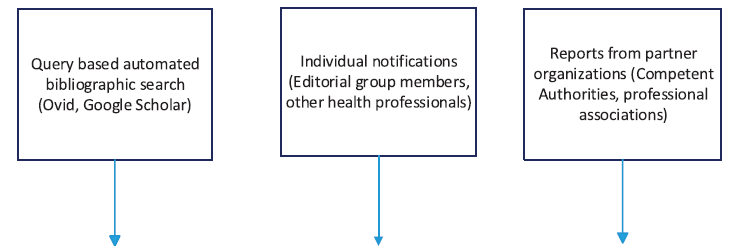 Query based automated
bibliographic search
(Ovid, Google Scholar)
Individual notifications
(Editorial group members,
other health professionals)
Reports from partner
organizations (Competent
Authorities, professional
associations)